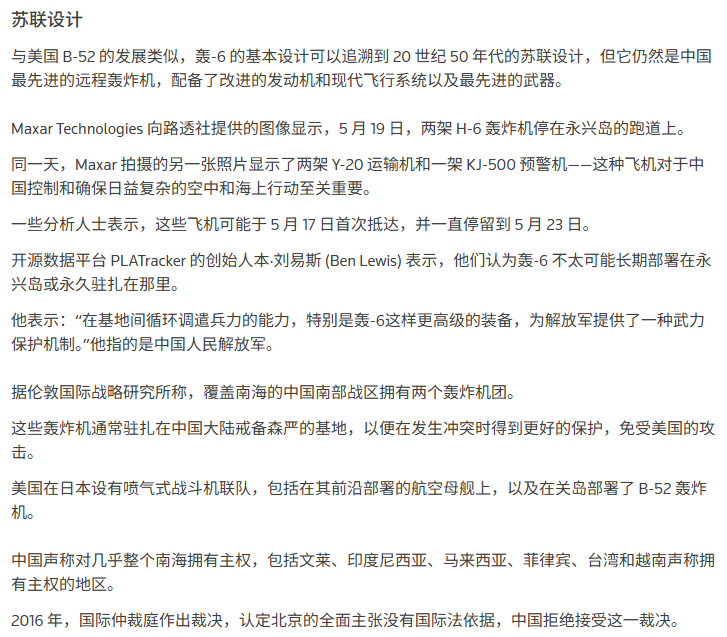 苏联设计
与美国 B-52 的发展类似，轰-6 的基本设计可以追溯到 20 世纪 50 年代的苏联设计，但它仍然是中国
最先进的远程轰炸机，配备了改进的发动机和现代飞行系统以及最先进的武器。
Maxar Technologies 向路透社提供的图像显示，5 月 19 日，两架 H-6 轰炸机停在永兴岛的跑道上。
同一天，Maxar 拍摄的另一张照片显示了两架 Y-20 运输机和一架 KJ-500 预警机——这种飞机对于中
国控制和确保日益复杂的空中和海上行动至关重要。
一些分析人士表示，这些飞机可能于 5 月 17 日首次抵达，并一直停留到 5 月 23 日。
开源数据平台 PLATracker 的创始人本·刘易斯 (Ben Lewis) 表示，他们认为轰-6 不太可能长期部署在永
兴岛或永久驻扎在那里。
他表示：“在基地间循环调遣兵力的能力，特别是轰-6这样更高级的装备，为解放军提供了一种武力
保护机制。”他指的是中国人民解放军。
据伦敦国际战略研究所称，覆盖南海的中国南部战区拥有两个轰炸机团。
这些轰炸机通常驻扎在中国大陆戒备森严的基地，以便在发生冲突时得到更好的保护，免受美国的攻
击。
美国在日本设有喷气式战斗机联队，包括在其前沿部署的航空母舰上，以及在关岛部署了 B-52 轰炸
机。
中国声称对几乎整个南海拥有主权，包括文莱、印度尼西亚、马来西亚、菲律宾、台湾和越南声称拥
有主权的地区。
2016 年，国际仲裁庭作出裁决，认定北京的全面主张没有国际法依据，中国拒绝接受这一裁决。